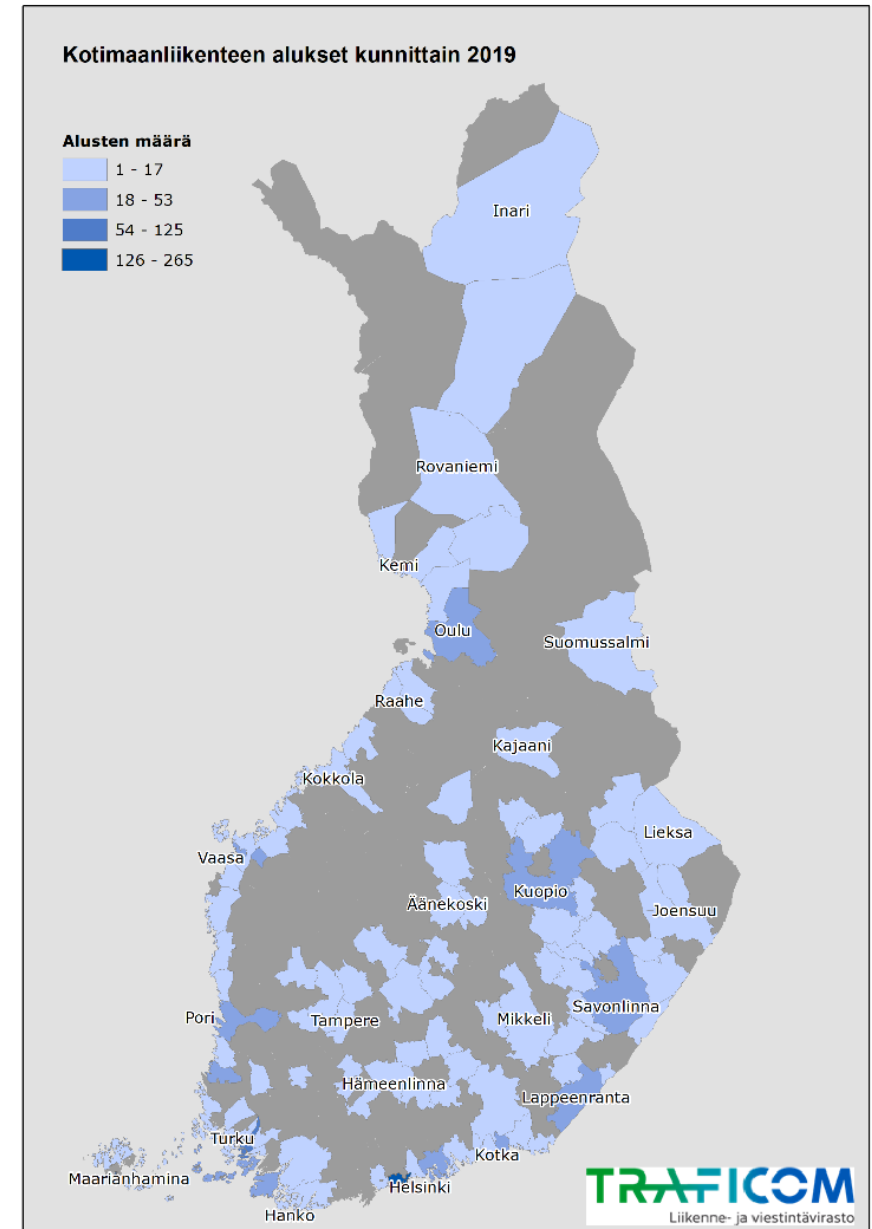 Kotimaanliikenteen alukset kunnittain 2019
Alusten määrä
1 - 17
18 - 53
54 - 125
126 - 265
Inari
Rovaniemi
Kemi
Oulu
Suomussalmi
Raahe
Kajaani
Kokkola
Lieksa
Vaasa
Kuopio
Äänekoski
Joensuu
Savonlinna
Pori
Tampere
Mikkeli
Hämeenlinna
Lappeenranta
Turku
Kotka
Maarianhamina
Helsinki
Hanko
TRAFICOM
Liikenne- ja viestintävirasto